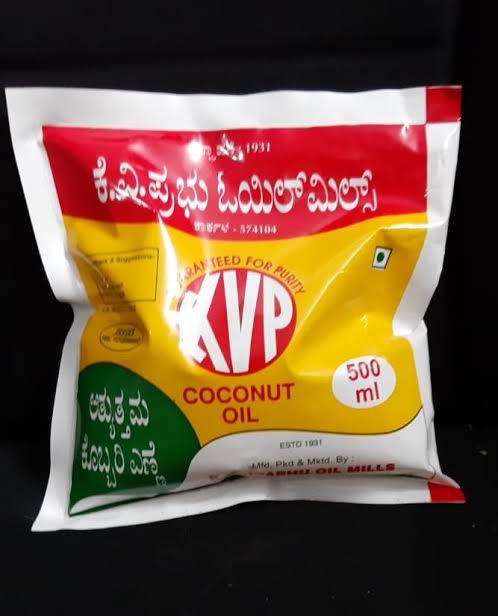 1931
ಕೆ.ವಿ.ಪ್ರಭು ಓಯಿಲ್ ಮಿಲ್ಸ್
ಕಾರ್ಕಳ - 574104
FOR PURITY
KVP
COCONUT
OIL
500
ml
ಅತ್ಯುತ್ತಮ
ಕೊಬ್ಬರಿ ಎಣ್ಣೆ
ESTD 1931
Mfd, Pkd & Mktd. By :
OIL MILLS